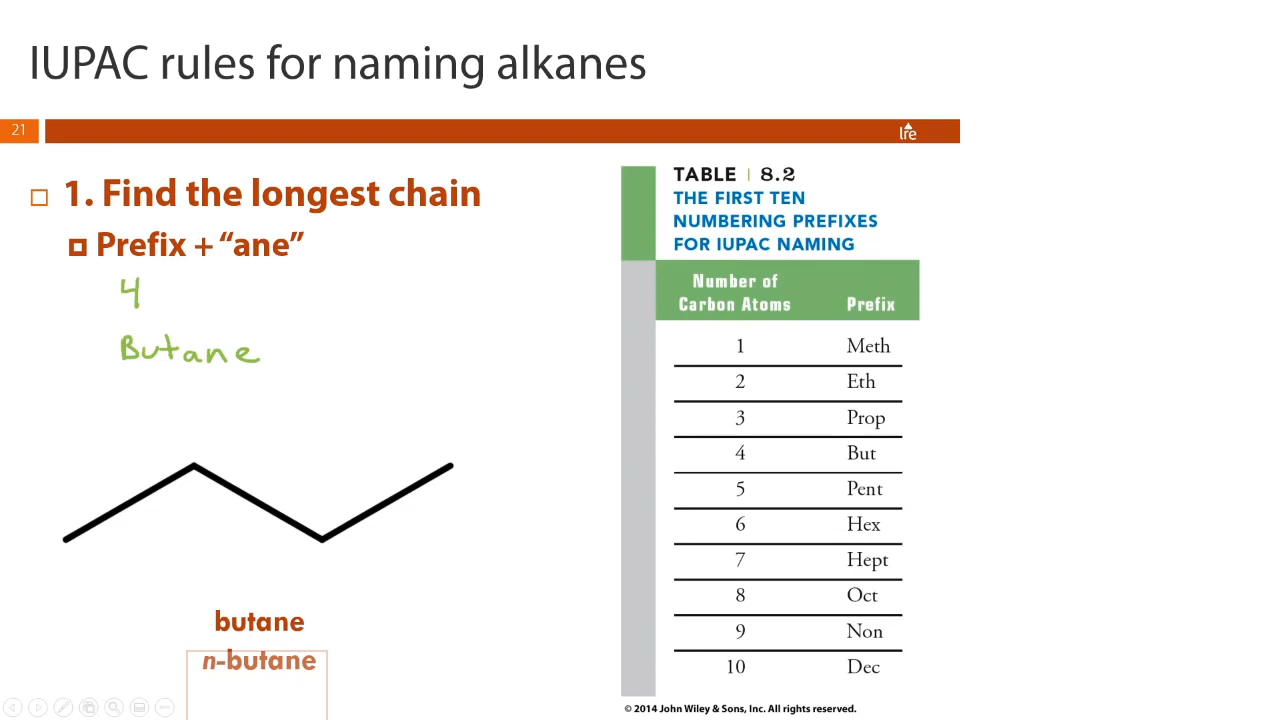 IUPAC rules for naming alkanes
21
lre
1. Find the longest chain
Prefix + “ane”
4
Butane
butane
n-butane
TABLE | 8.2
THE FIRST TEN
NUMBERING PREFIXES
FOR IUPAC NAMING
Number of
Carbon Atoms Prefix
1 Meth
2 Eth
3 Prop
4 But
5 Pent
6 Hex
7 Hept
8 Oct
9 Non
10 Dec
© 2014 John Wiley & Sons, Inc. All rights reserved.